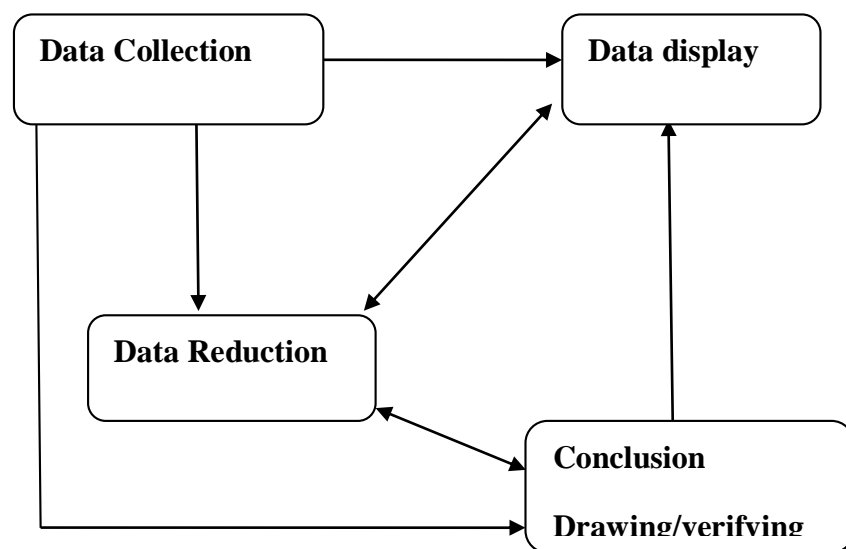 Data Collection
Data display
Data Reduction
Conclusion
Drawing/verifying